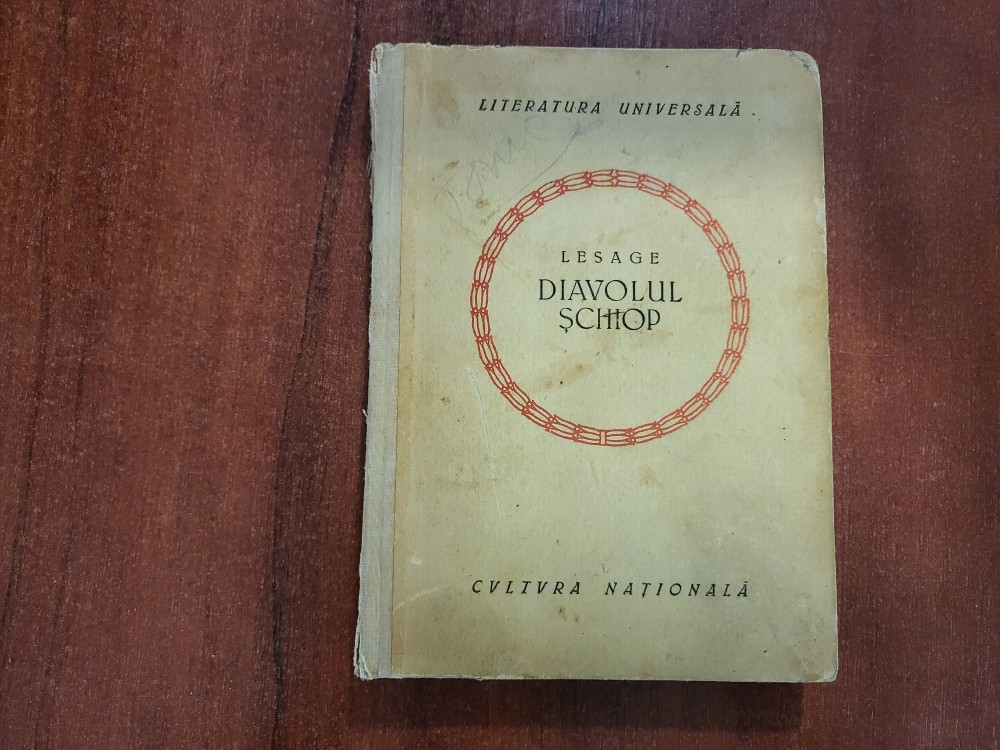 LITERATURA UNIVERSALĂ
LESAGE
DIAVOLUL
ȘCHIOP
CVLTVRA NAȚIONALĂ